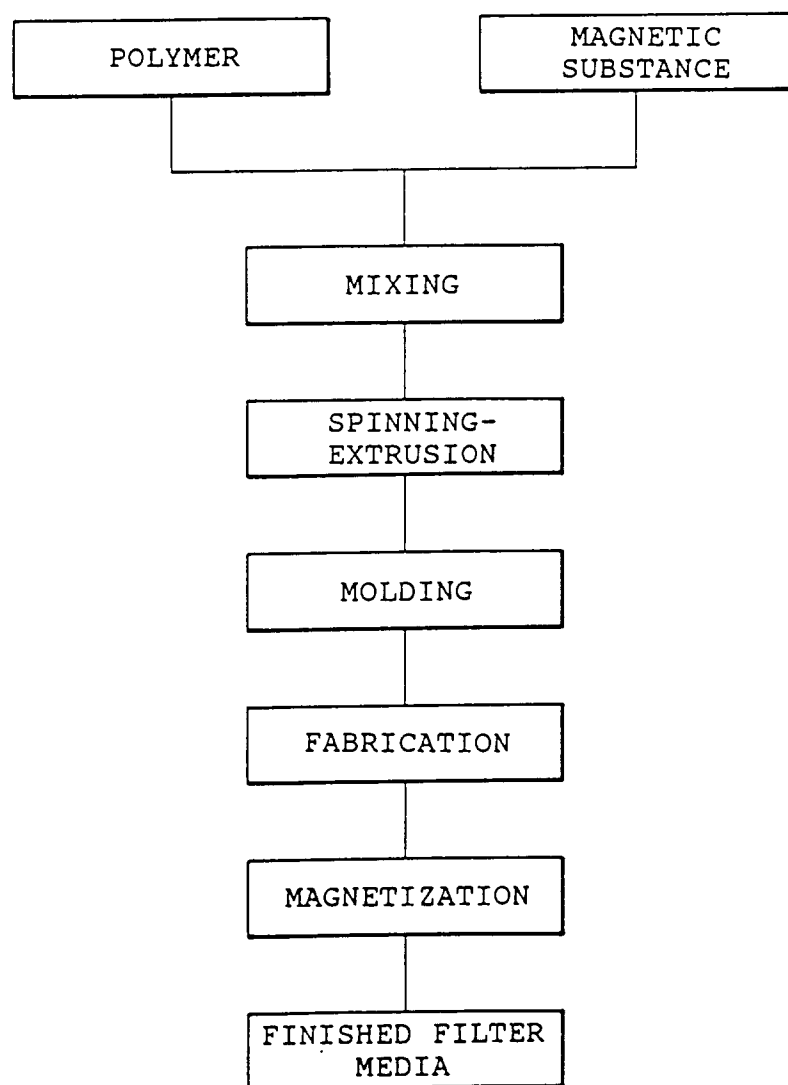 POLYMER
MAGNETIC
SUBSTANCE
MIXING
SPINNING-
EXTRUSION
MOLDING
FABRICATION
MAGNETIZATION
FINISHED FILTER
MEDIA